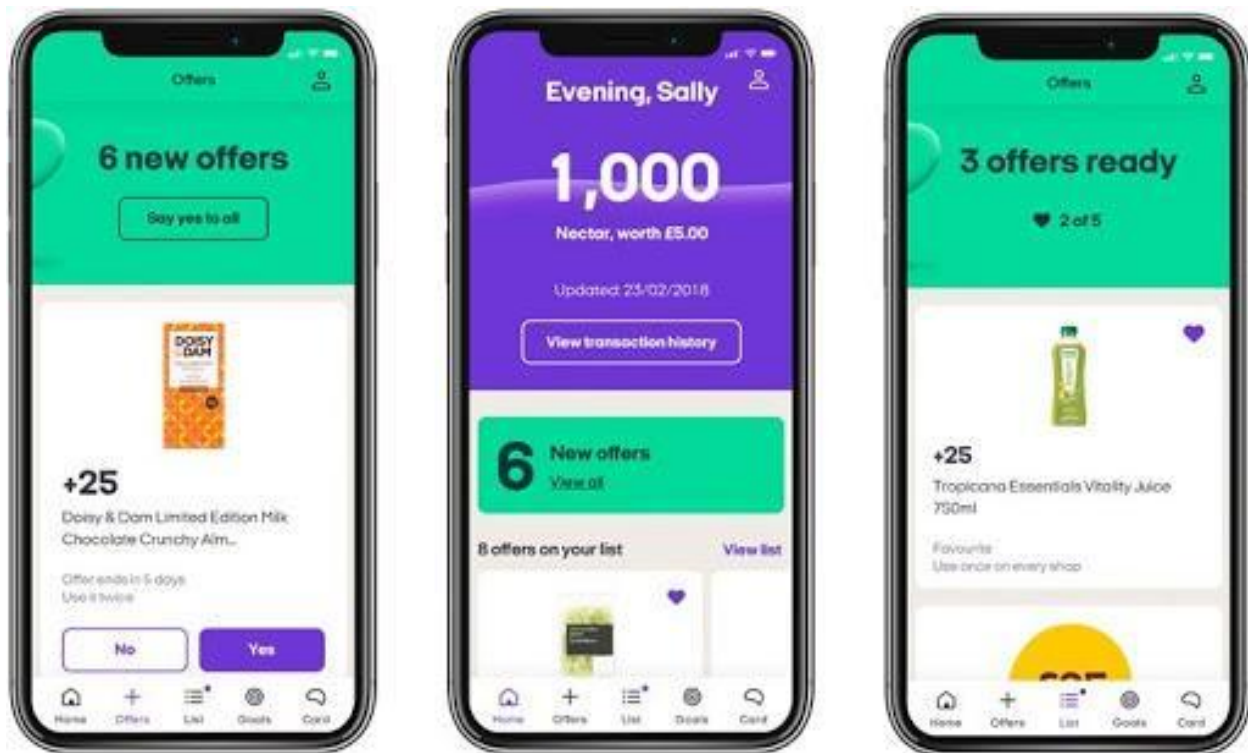 Offers
6 new offers
Say yes to all
DOISY
& DAM
+25
Doisy & Dam Limited Edition Milk
Chocolate Crunchy Alm...
Offer ends in 5 days
Use it twice
No
Yes
Home
Offers
List
Goals
Card
Evening, Sally
1,000
Nectar, worth £5.00
Updated: 23/02/2018
View transaction history
6
New offers
View all
8 offers on your list
View list
Home
Offers
List
Goals
Card
Offers
3 offers ready
2 of 5
+25
Tropicana Essentials Vitality Juice
750ml
Favourite
Use once on every shop
Home
Offers
List
Goals
Card